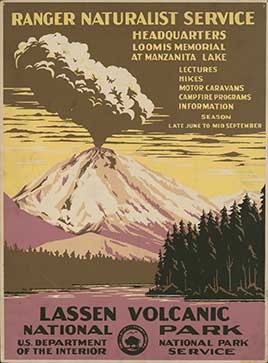 RANGER NATURALIST SERVICE
HEADQUARTERS
LOOMIS MEMORIAL
AT MANZANITA LAKE
LECTURES
HIKES
MOTOR CARAVANS
CAMPFIRE PROGRAMS
INFORMATION
SEASON
LATE JUNE TO MID SEPTEMBER
LASSEN VOLCANIC
NATIONAL PARK
U.S. DEPARTMENT
OF THE INTERIOR
NATIONAL PARK
SERVICE